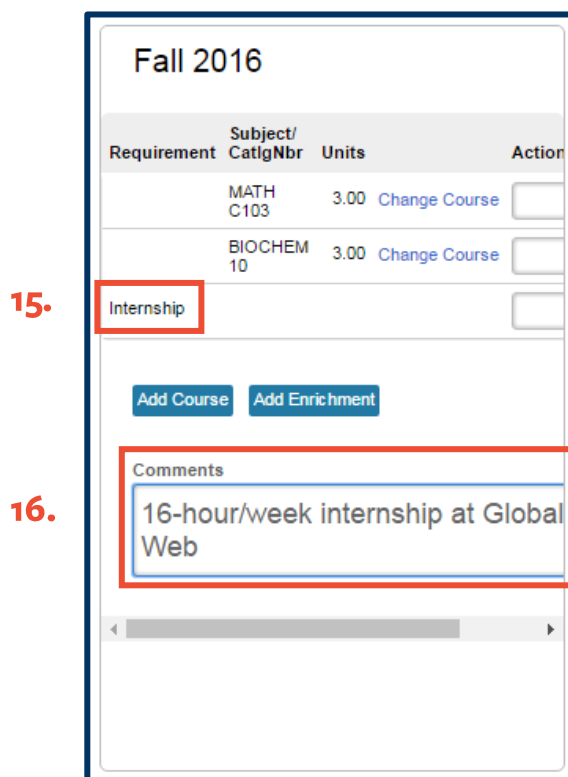 Fall 2016
Subject/
Requirement CatlgNbr Units Action
MATH
C103 3.00 Change Course
BIOCHEM
10 3.00 Change Course
15.
Internship
Add Course Add Enrichment
Comments
16.
16-hour/week internship at Global
Web